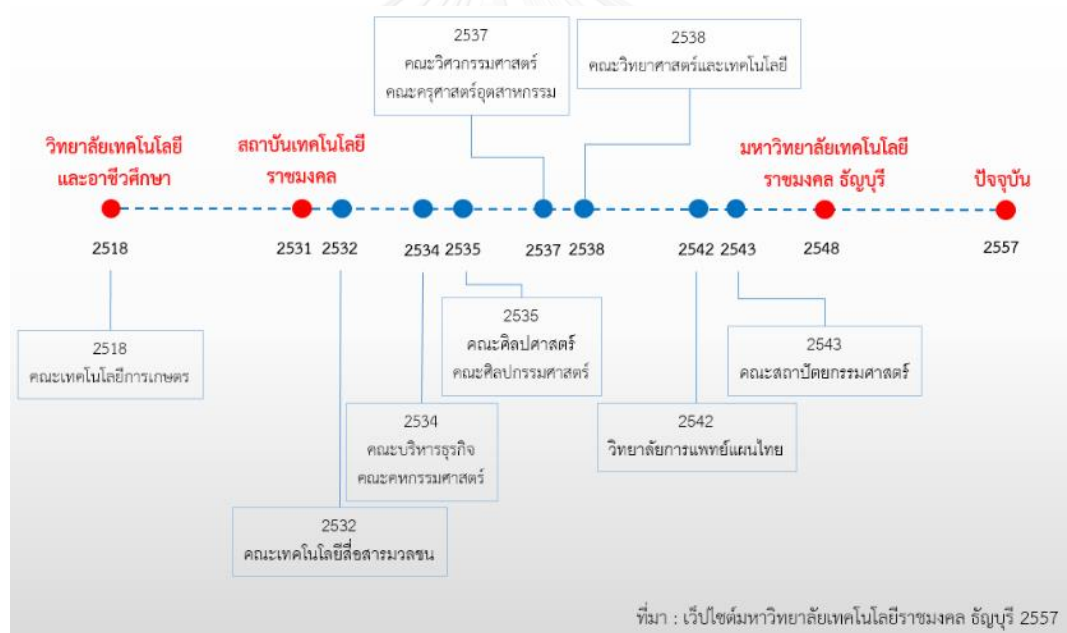 2537
คณะวิศวกรรมศาสตร์
คณะครุศาสตร์อุตสาหกรรม
2538
คณะวิทยาศาสตร์และเทคโนโลยี
วิทยาลัยเทคโนโลยี
และอาชีวศึกษา
สถาบันเทคโนโลยี
ราชมงคล
มหาวิทยาลัยเทคโนโลยี
ราชมงคล ธัญบุรี
ปัจจุบัน
2518 2531 2532 2534 2535 2537 2538 2542 2543 2548 2557
2518
คณะเทคโนโลยีการเกษตร
2535
คณะศิลปศาสตร์
คณะศิลปกรรมศาสตร์
2543
คณะสถาปัตยกรรมศาสตร์
2534
คณะบริหารธุรกิจ
คณะคหกรรมศาสตร์
2542
วิทยาลัยการแพทย์แผนไทย
2532
คณะเทคโนโลยีสื่อสารมวลชน
ที่มา : เว็บไซต์มหาวิทยาลัยเทคโนโลยีราชมงคล ธัญบุรี 2557